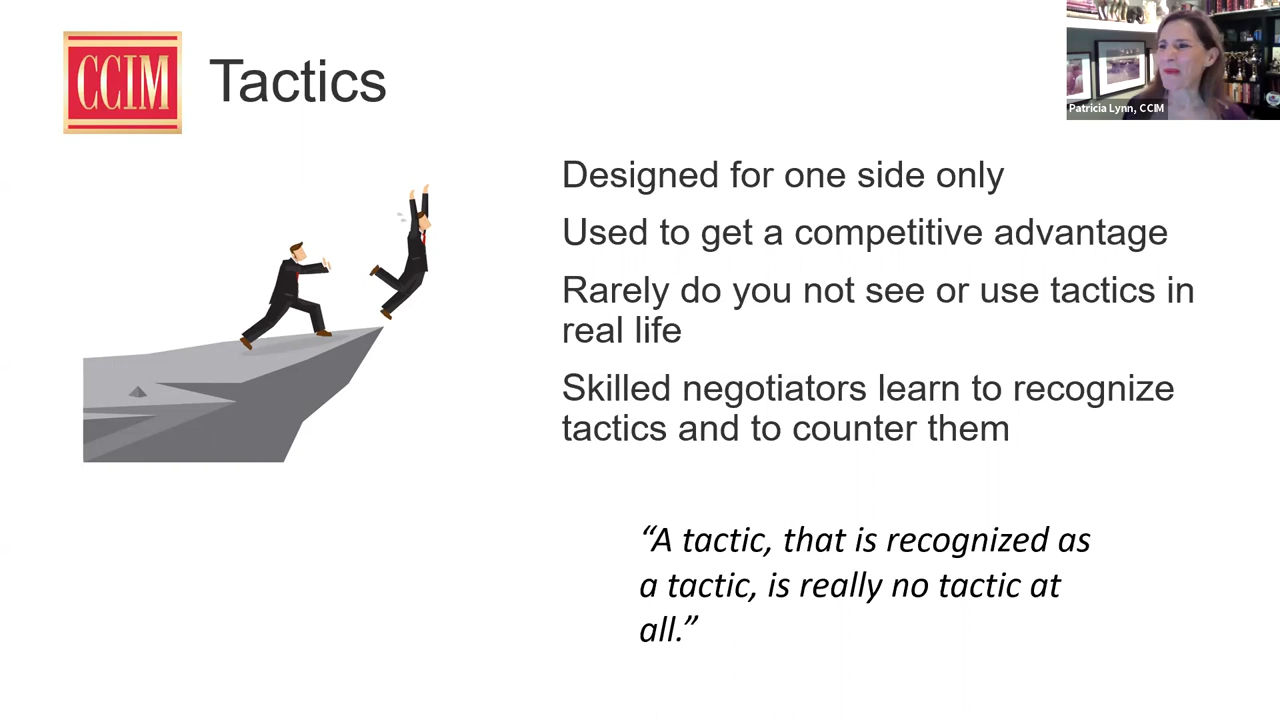 CCIM
Tactics
Patricia Lynn, CCIM
Designed for one side only
Used to get a competitive advantage
Rarely do you not see or use tactics in
real life
Skilled negotiators learn to recognize
tactics and to counter them
“A tactic, that is recognized as
a tactic, is really no tactic at
all.”